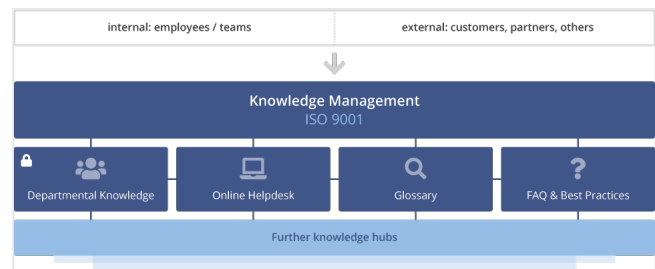 internal: employees / teams
external: customers, partners, others
Knowledge Management
ISO 9001
Departmental Knowledge
Online Helpdesk
Glossary
FAQ & Best Practices
Further knowledge hubs